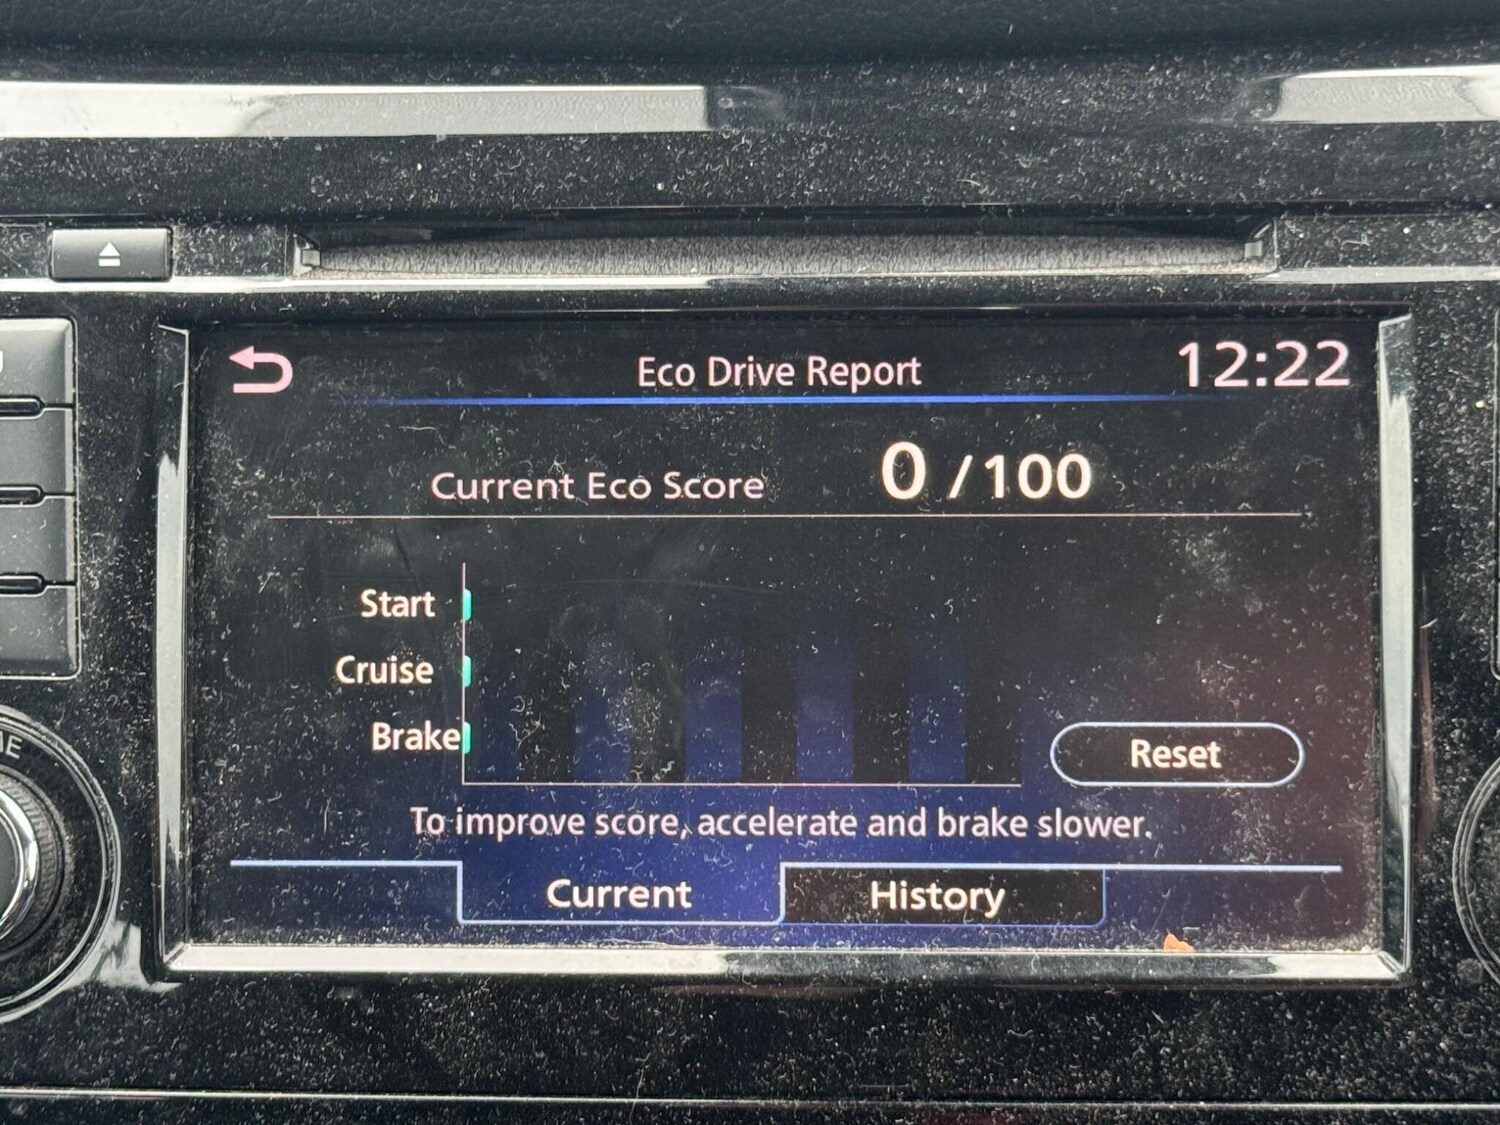 Eco Drive Report
12:22
Current Eco Score
0 / 100
Start
Cruise
Brake
Reset
To improve score, accelerate and brake slower.
Current
History